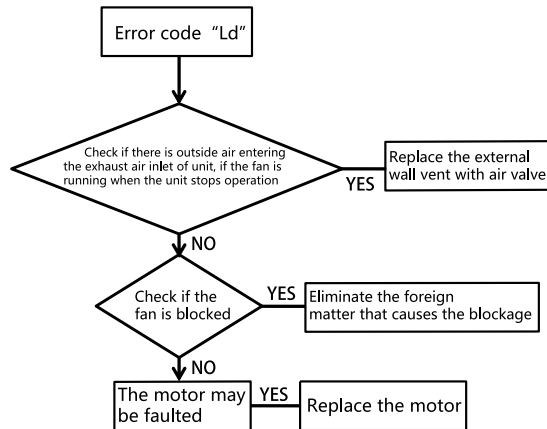 Error code “Ld”
Check if there is outside air entering
the exhaust air inlet of unit, if the fan is
running when the unit stops operation
YES
Replace the external
wall vent with air valve
NO
Check if the
fan is blocked
YES
Eliminate the foreign
matter that causes the blockage
NO
The motor may
be faulted
YES
Replace the motor